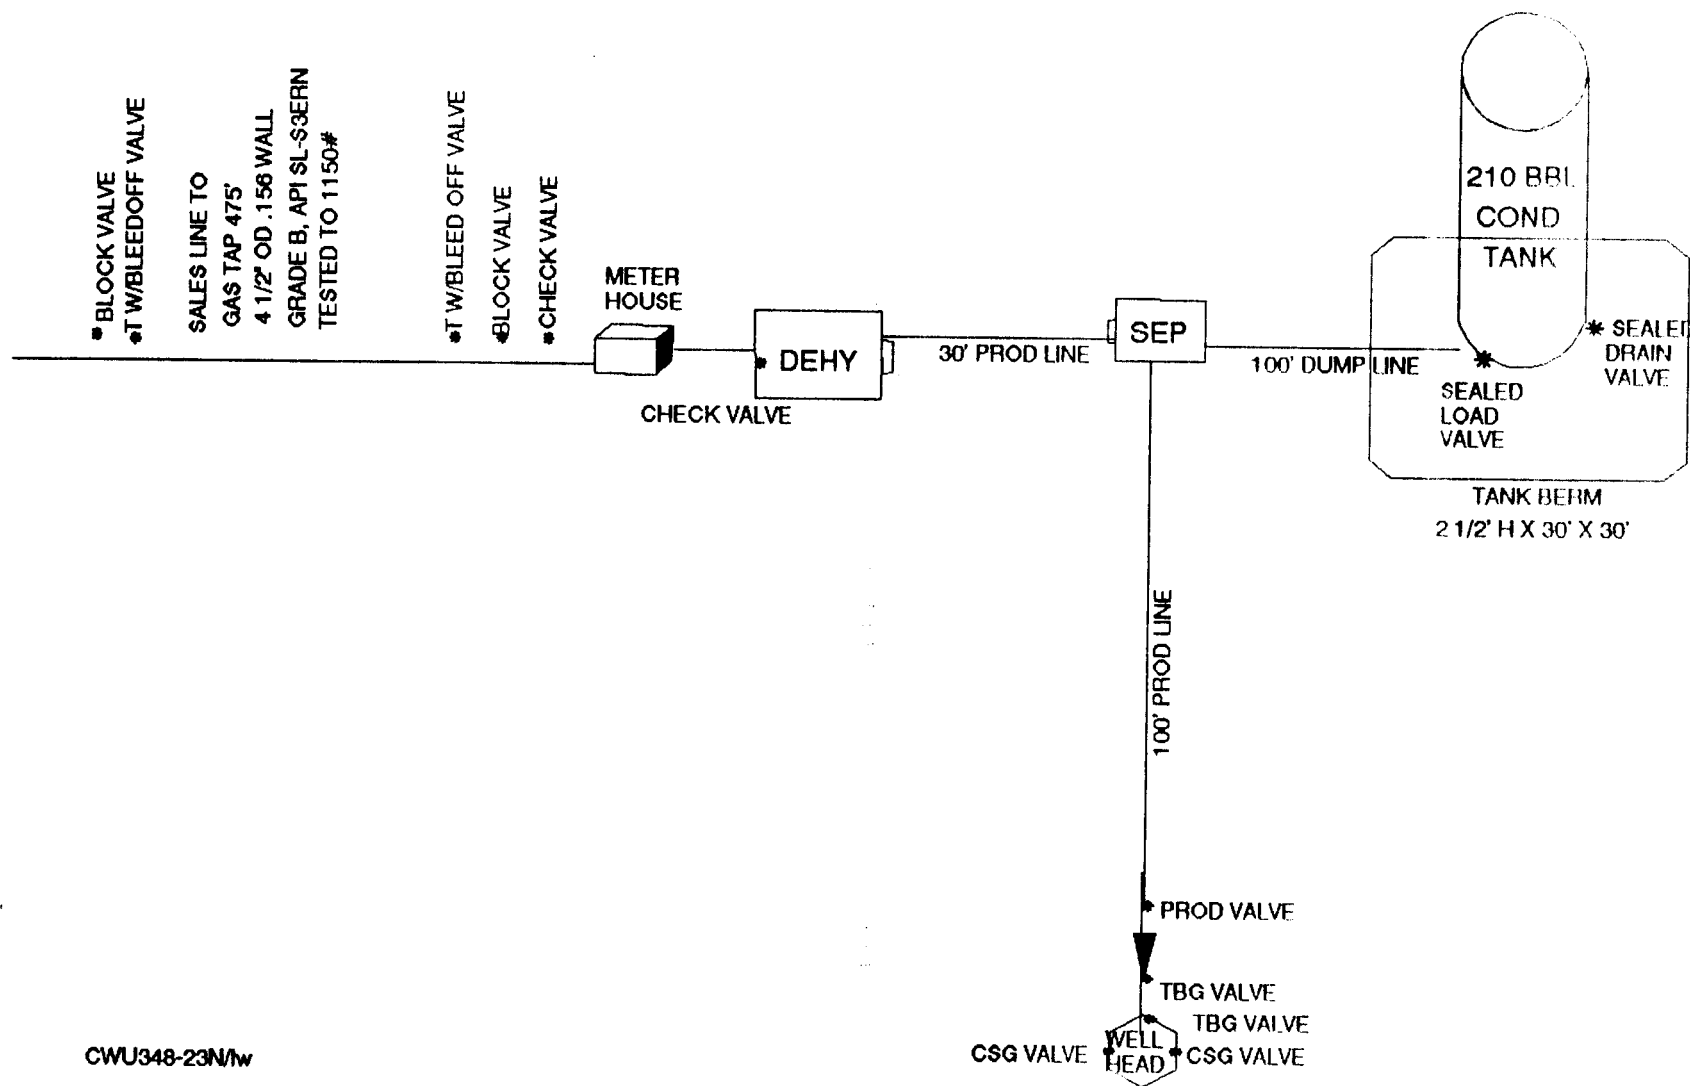 BLOCK VALVE
T W/BLEEDOFF VALVE
SALES LINE TO
GAS TAP 475'
4 1/2" OD .156 WALL
GRADE B, API SL-S3ERN
TESTED TO 1150#
T W/BLEED OFF VALVE
BLOCK VALVE
CHECK VALVE
METER
HOUSE
DEHY
CHECK VALVE
30' PROD LINE
SEP
100' DUMP LINE
210 BBL
COND
TANK
SEALED
DRAIN
VALVE
SEALED
LOAD
VALVE
TANK BERM
2 1/2' H X 30' X 30'
100' PROD LINE
PROD VALVE
TBG VALVE
TBG VALVE
CSG VALVE
WELL
HEAD
CSG VALVE
CWU348-23N/lw